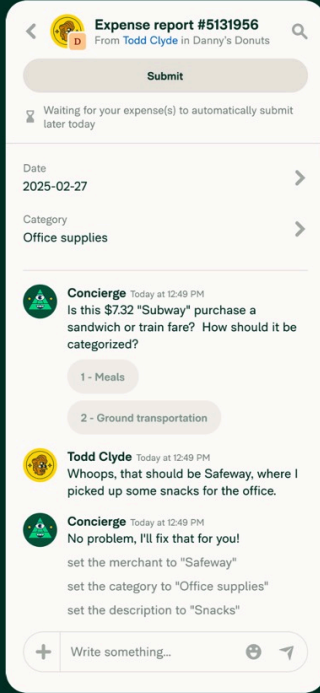 Expense report #5131956
D
From Todd Clyde in Danny's Donuts
Submit
Waiting for your expense(s) to automatically submit
later today
Date
2025-02-27
Category
Office supplies
Concierge Today at 12:49 PM
Is this $7.32 "Subway" purchase a
sandwich or train fare?  How should it be
categorized?
1 - Meals
2 - Ground transportation
Todd Clyde Today at 12:49 PM
Whoops, that should be Safeway, where I
picked up some snacks for the office.
Concierge Today at 12:49 PM
No problem, I'll fix that for you!
set the merchant to "Safeway"
set the category to "Office supplies"
set the description to "Snacks"
Write something...